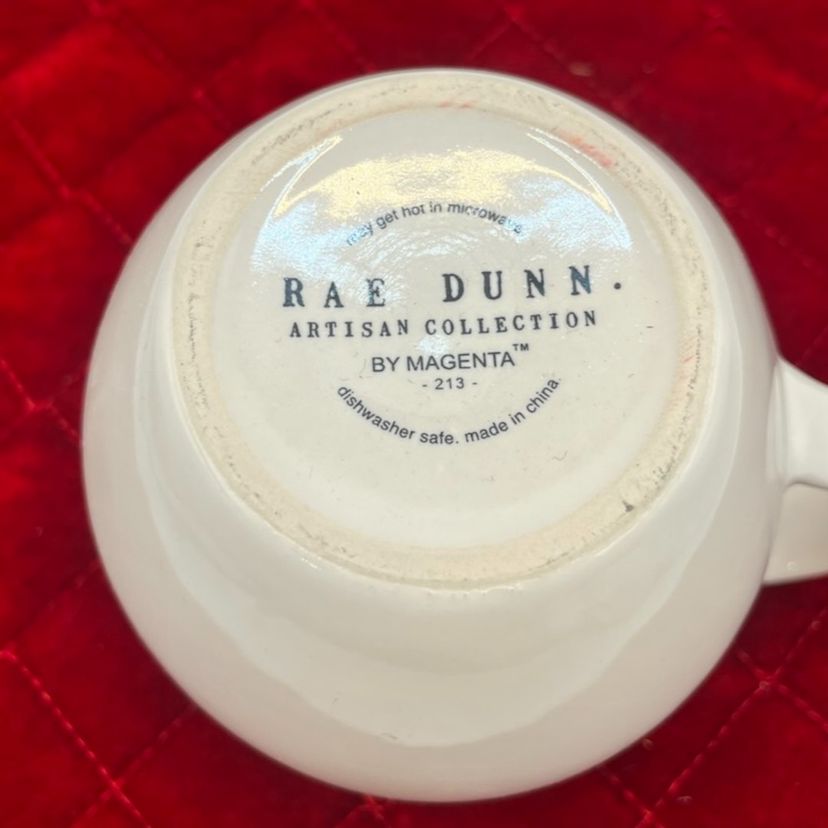 may get hot in microwave
RAE DUNN.
ARTISAN COLLECTION
BY MAGENTA™
- 213 -
dishwasher safe. made in china.